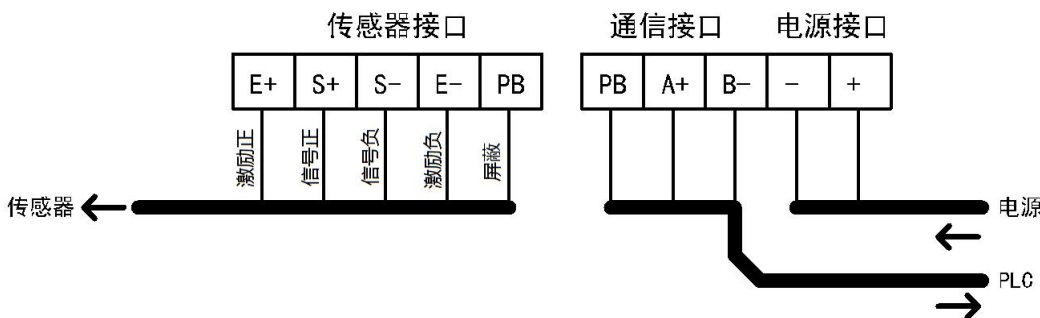 传感器接口 通信接口 电源接口
E+ S+ S- E- PB PB A+ B- - +
激励正 信号正 信号负 激励负 屏蔽
传感器
电源
PLC